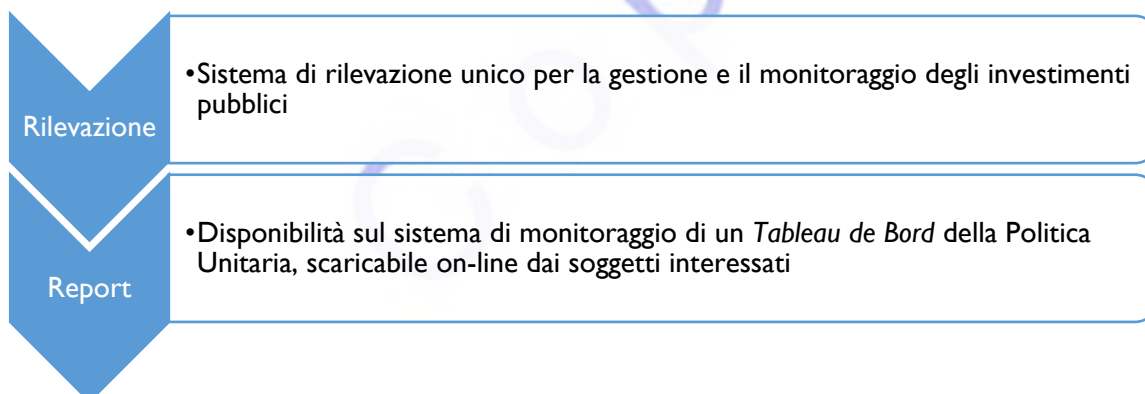 Rilevazione
•Sistema di rilevazione unico per la gestione e il monitoraggio degli investimenti
pubblici
Report
•Disponibilità sul sistema di monitoraggio di un Tableau de Bord della Politica
Unitaria, scaricabile on-line dai soggetti interessati